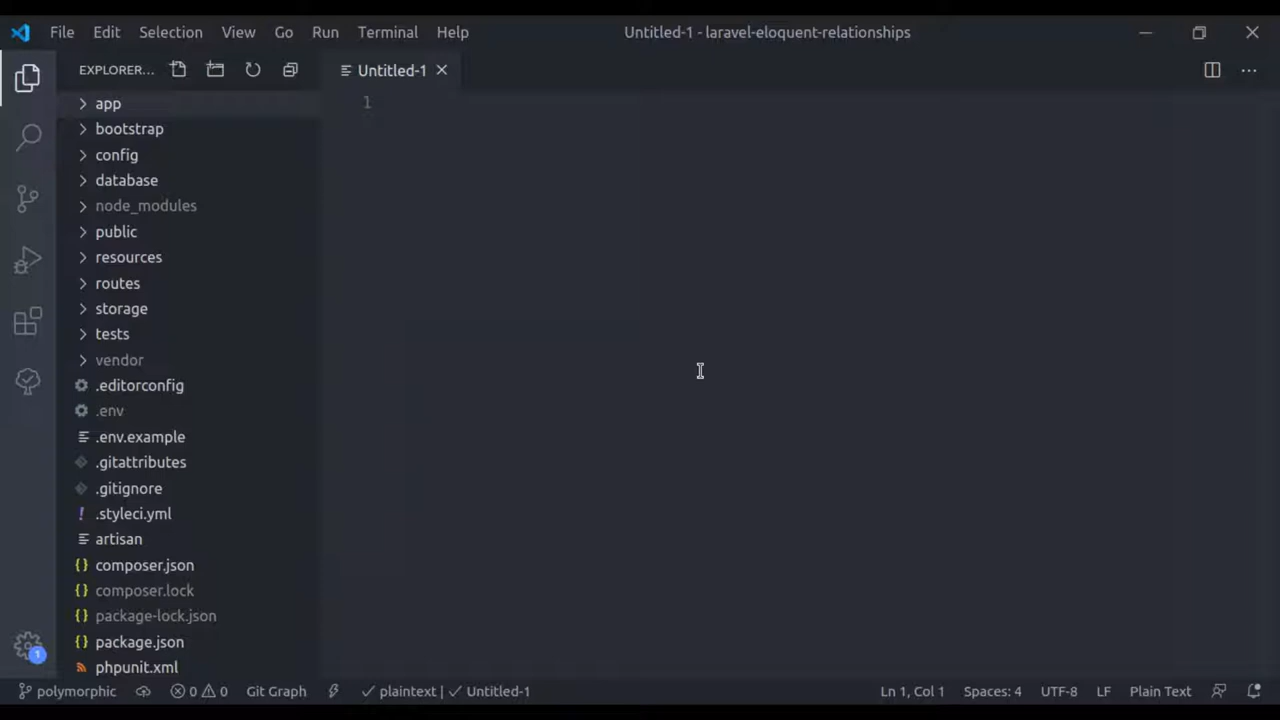 File Edit Selection View Go Run Terminal Help Untitled-1 - laravel-eloquent-relationships
EXPLORER... Untitled-1
1
app
bootstrap
config
database
node_modules
public
resources
routes
storage
tests
vendor
.editorconfig
.env
.env.example
.gitattributes
.gitignore
! .styleci.yml
artisan
{} composer.json
{} composer.lock
{} package-lock.json
{} package.json
phpunit.xml
1
polymorphic 0 0 Git Graph plaintext | Untitled-1 Ln 1, Col 1 Spaces: 4 UTF-8 LF Plain Text